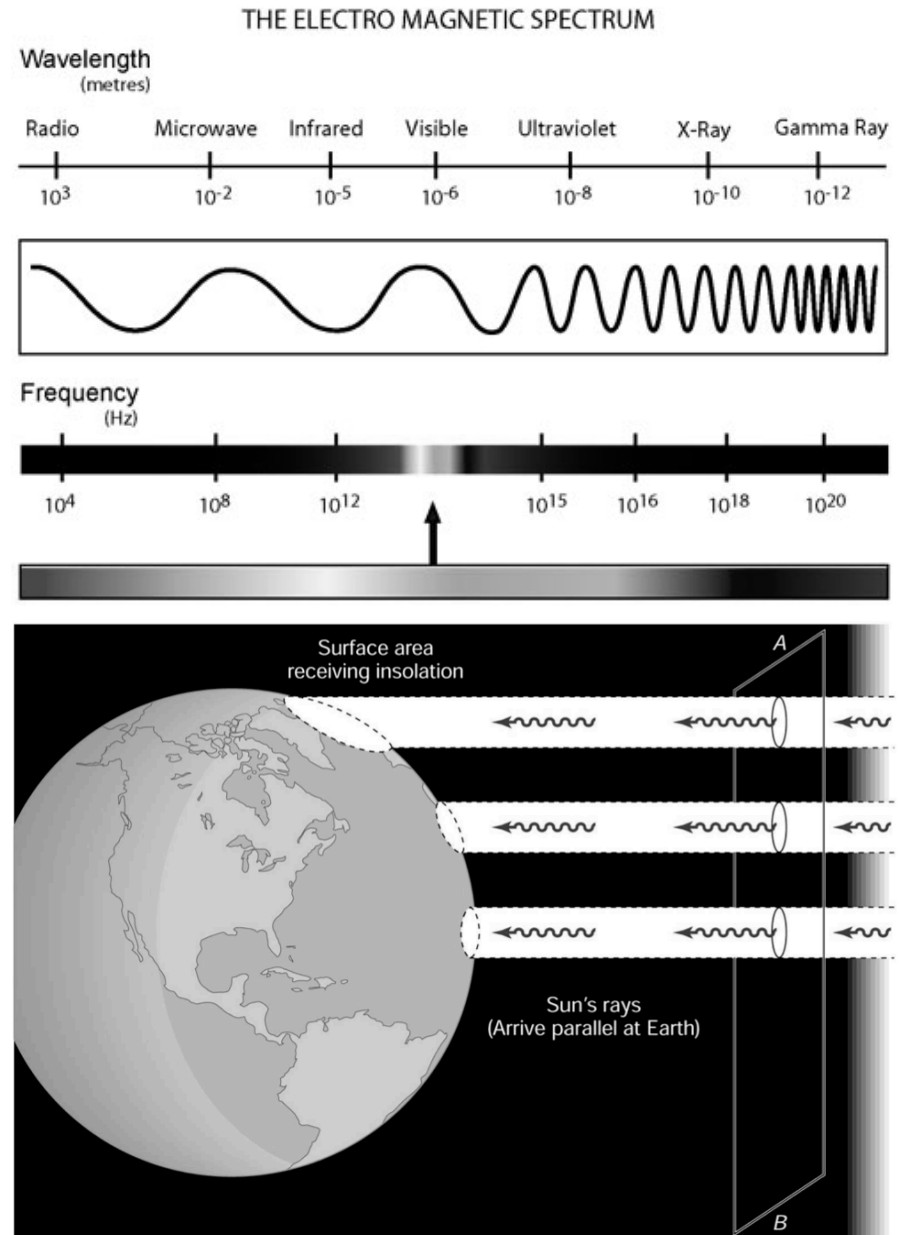 THE ELECTRO MAGNETIC SPECTRUM
Wavelength
(metres)
Radio Microwave Infrared Visible Ultraviolet X-Ray Gamma Ray
10³ 10⁻² 10⁻⁵ 10⁻⁶ 10⁻⁸ 10⁻¹⁰ 10⁻¹²
Frequency
(Hz)
10⁴ 10⁸ 10¹² 10¹⁵ 10¹⁶ 10¹⁸ 10²⁰
Surface area
receiving insolation
A
Sun's rays
(Arrive parallel at Earth)
B